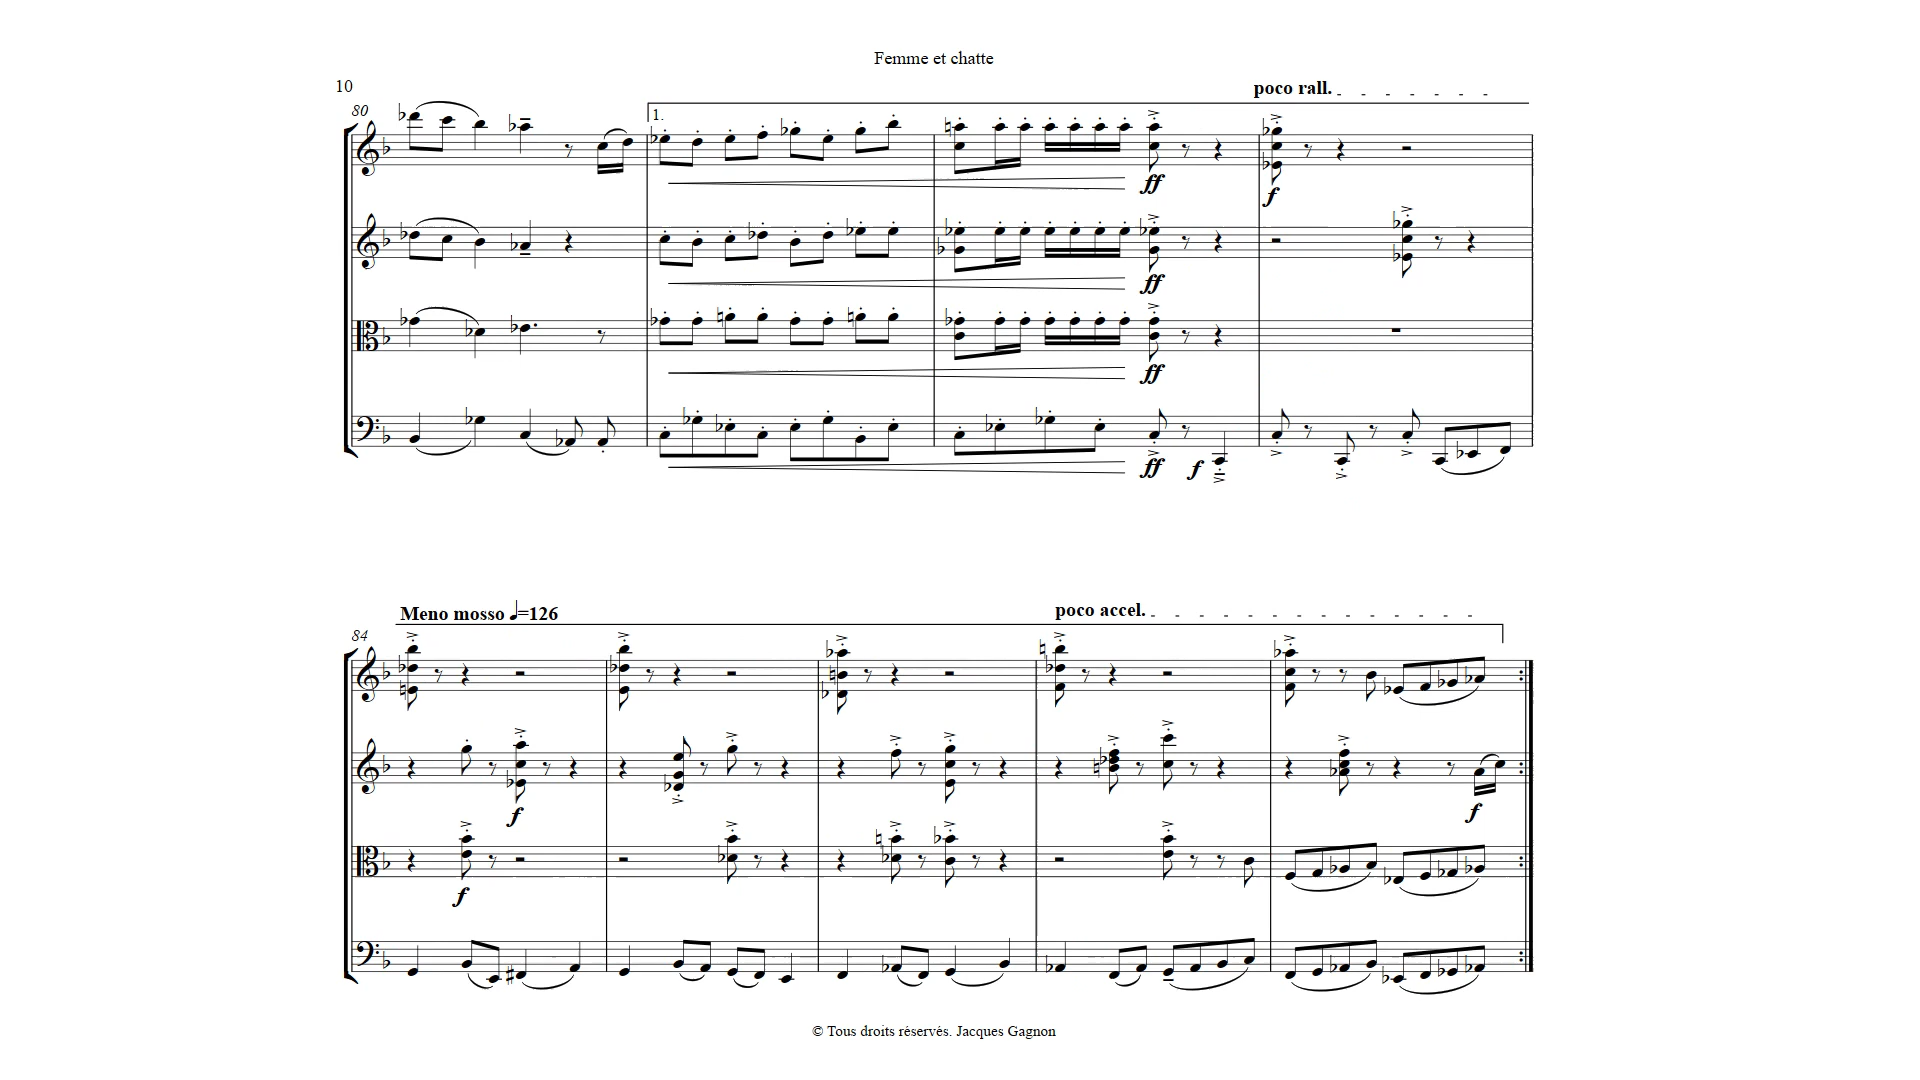 Femme et chatte
10
poco rall.
80
1.
ff
f
ff
ff
ff
f
Meno mosso ♩=126
poco accel.
84
f
f
f
© Tous droits réservés. Jacques Gagnon